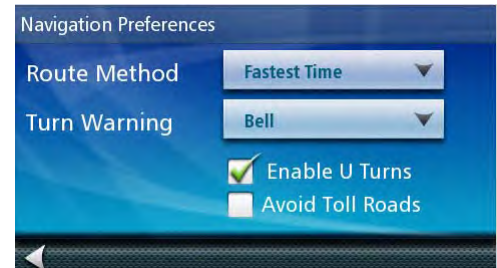 Navigation Preferences
Route Method Fastest Time
Turn Warning Bell
Enable U Turns
Avoid Toll Roads